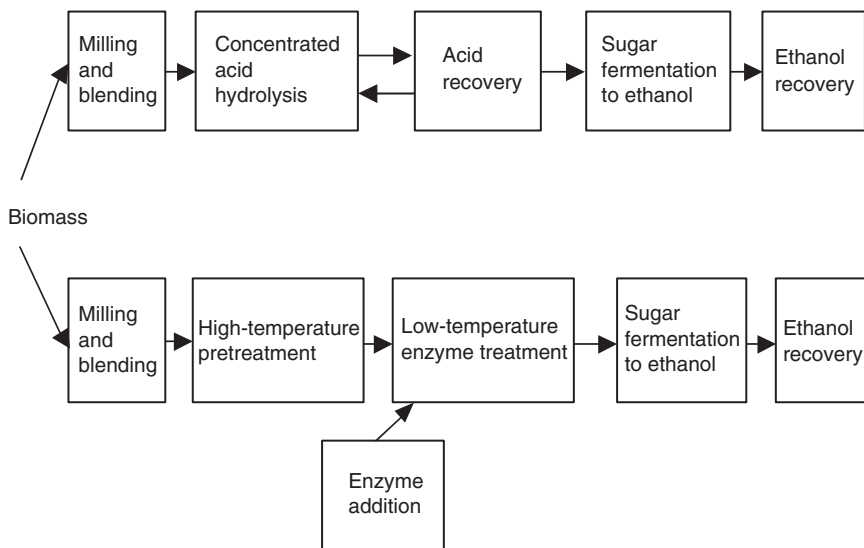 Milling
and
blending
Concentrated
acid
hydrolysis
Acid
recovery
Sugar
fermentation
to ethanol
Ethanol
recovery
Biomass
Milling
and
blending
High-temperature
pretreatment
Low-temperature
enzyme treatment
Sugar
fermentation
to ethanol
Ethanol
recovery
Enzyme
addition